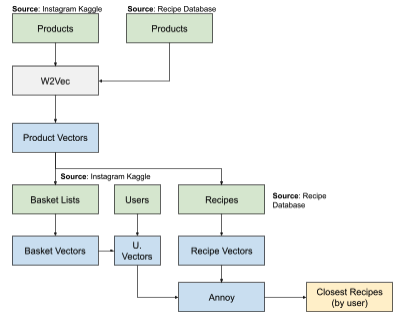 Source: Instagram Kaggle
Source: Recipe Database
Products
Products
W2Vec
Product Vectors
Source: Instagram Kaggle
Basket Lists
Users
Recipes
Source: Recipe
Database
Basket Vectors
U.
Vectors
Recipe Vectors
Annoy
Closest Recipes
(by user)